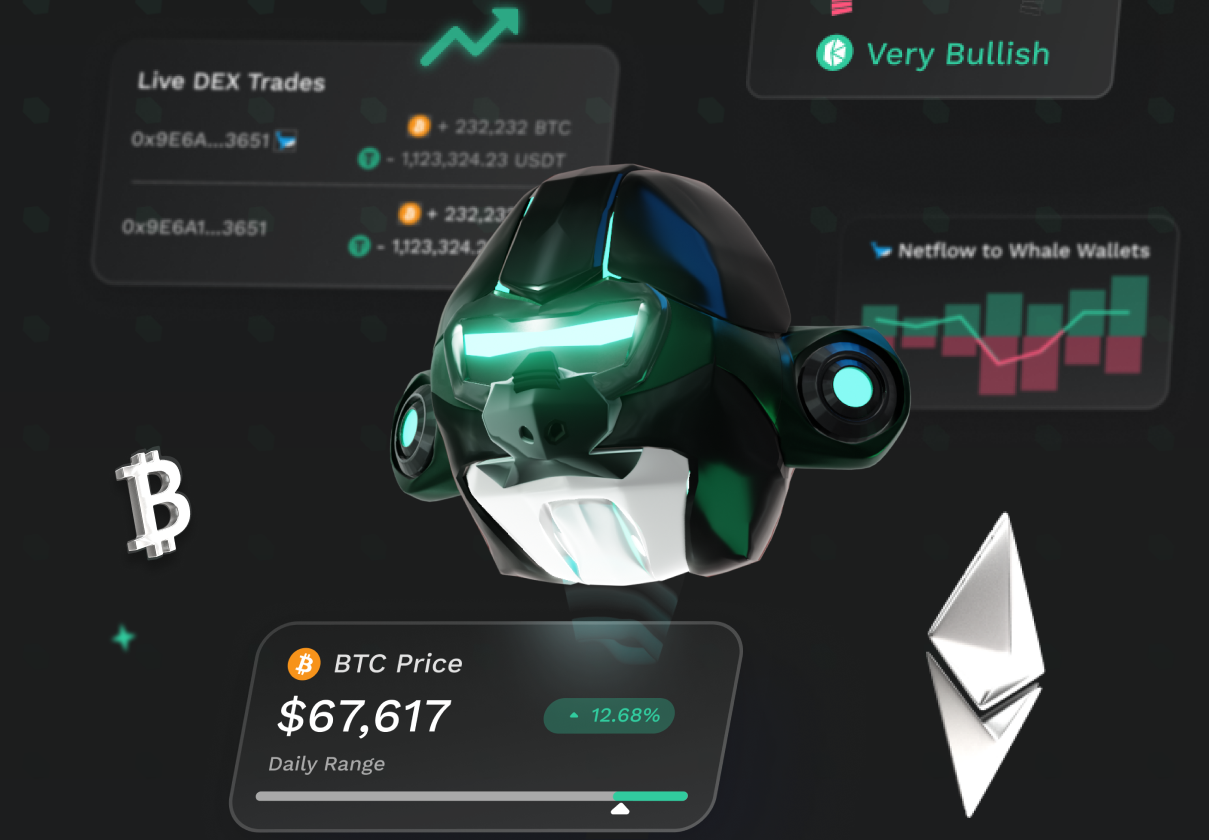 Very Bullish
Live DEX Trades
0x9E6A...3651
+ 232,232 BTC
- 1,123,324.23 USDT
0x9E6A1...3651
+ 232,232
- 1,123,324.2
Netflow to Whale Wallets
BTC Price
$67,617
12.68%
Daily Range